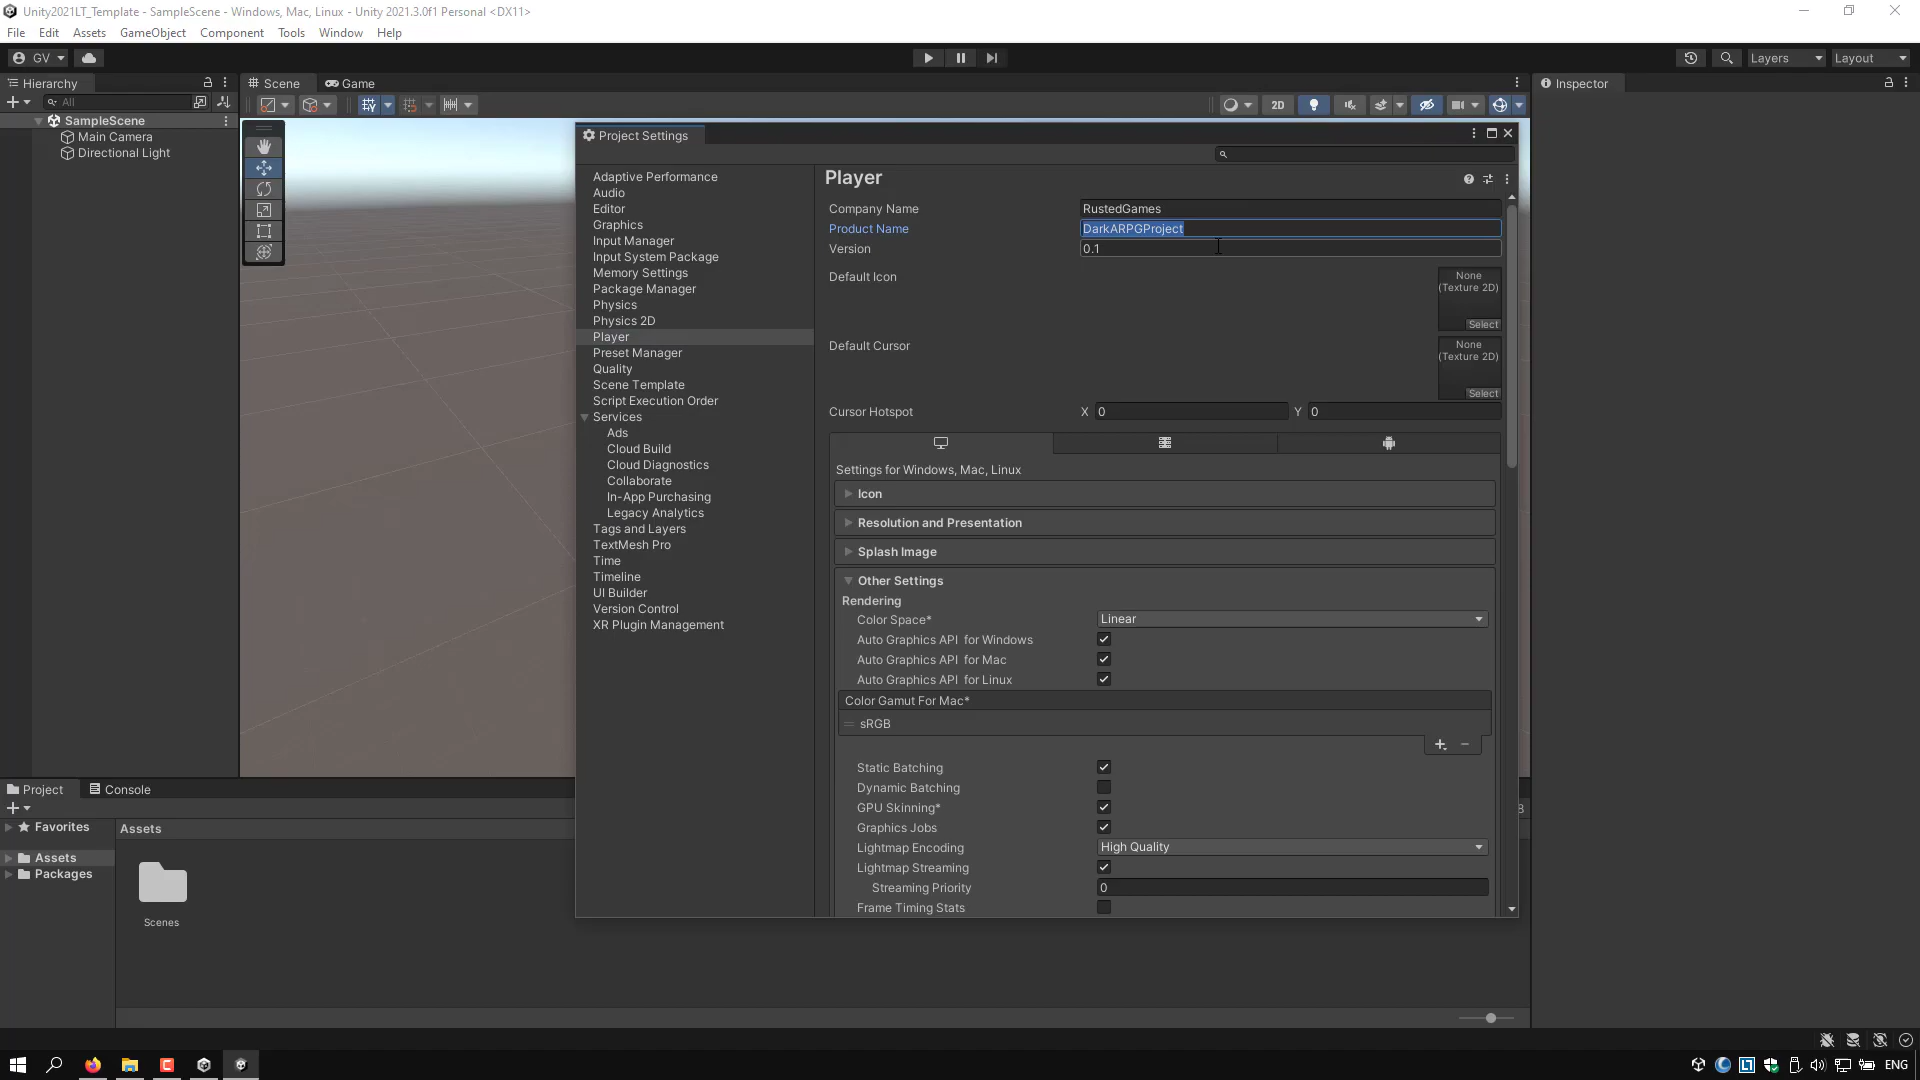 Unity2021LT_Template - SampleScene - Windows, Mac, Linux - Unity 2021.3.0f1 Personal <DX11>
File Edit Assets GameObject Component Tools Window Help
GV
Layers
Layout
Hierarchy
Scene
Game
Inspector
All
2D
SampleScene
Main Camera
Directional Light
Project Settings
Adaptive Performance
Audio
Editor
Graphics
Input Manager
Input System Package
Memory Settings
Package Manager
Physics
Physics 2D
Player
Preset Manager
Quality
Scene Template
Script Execution Order
Services
Ads
Cloud Build
Cloud Diagnostics
Collaborate
In-App Purchasing
Legacy Analytics
Tags and Layers
TextMesh Pro
Time
Timeline
UI Builder
Version Control
XR Plugin Management
Player
Company Name RustedGames
Product Name DarkARPGProject
Version 0.1
Default Icon
None
(Texture 2D)
Select
Default Cursor
None
(Texture 2D)
Select
Cursor Hotspot X 0 Y 0
Settings for Windows, Mac, Linux
Icon
Resolution and Presentation
Splash Image
Other Settings
Rendering
Color Space* Linear
Auto Graphics API for Windows
Auto Graphics API for Mac
Auto Graphics API for Linux
Color Gamut For Mac*
sRGB
Static Batching
Dynamic Batching
GPU Skinning*
Graphics Jobs
Lightmap Encoding High Quality
Lightmap Streaming
Streaming Priority 0
Frame Timing Stats
Project
Console
Favorites
Assets
Packages
Assets
Scenes
ENG